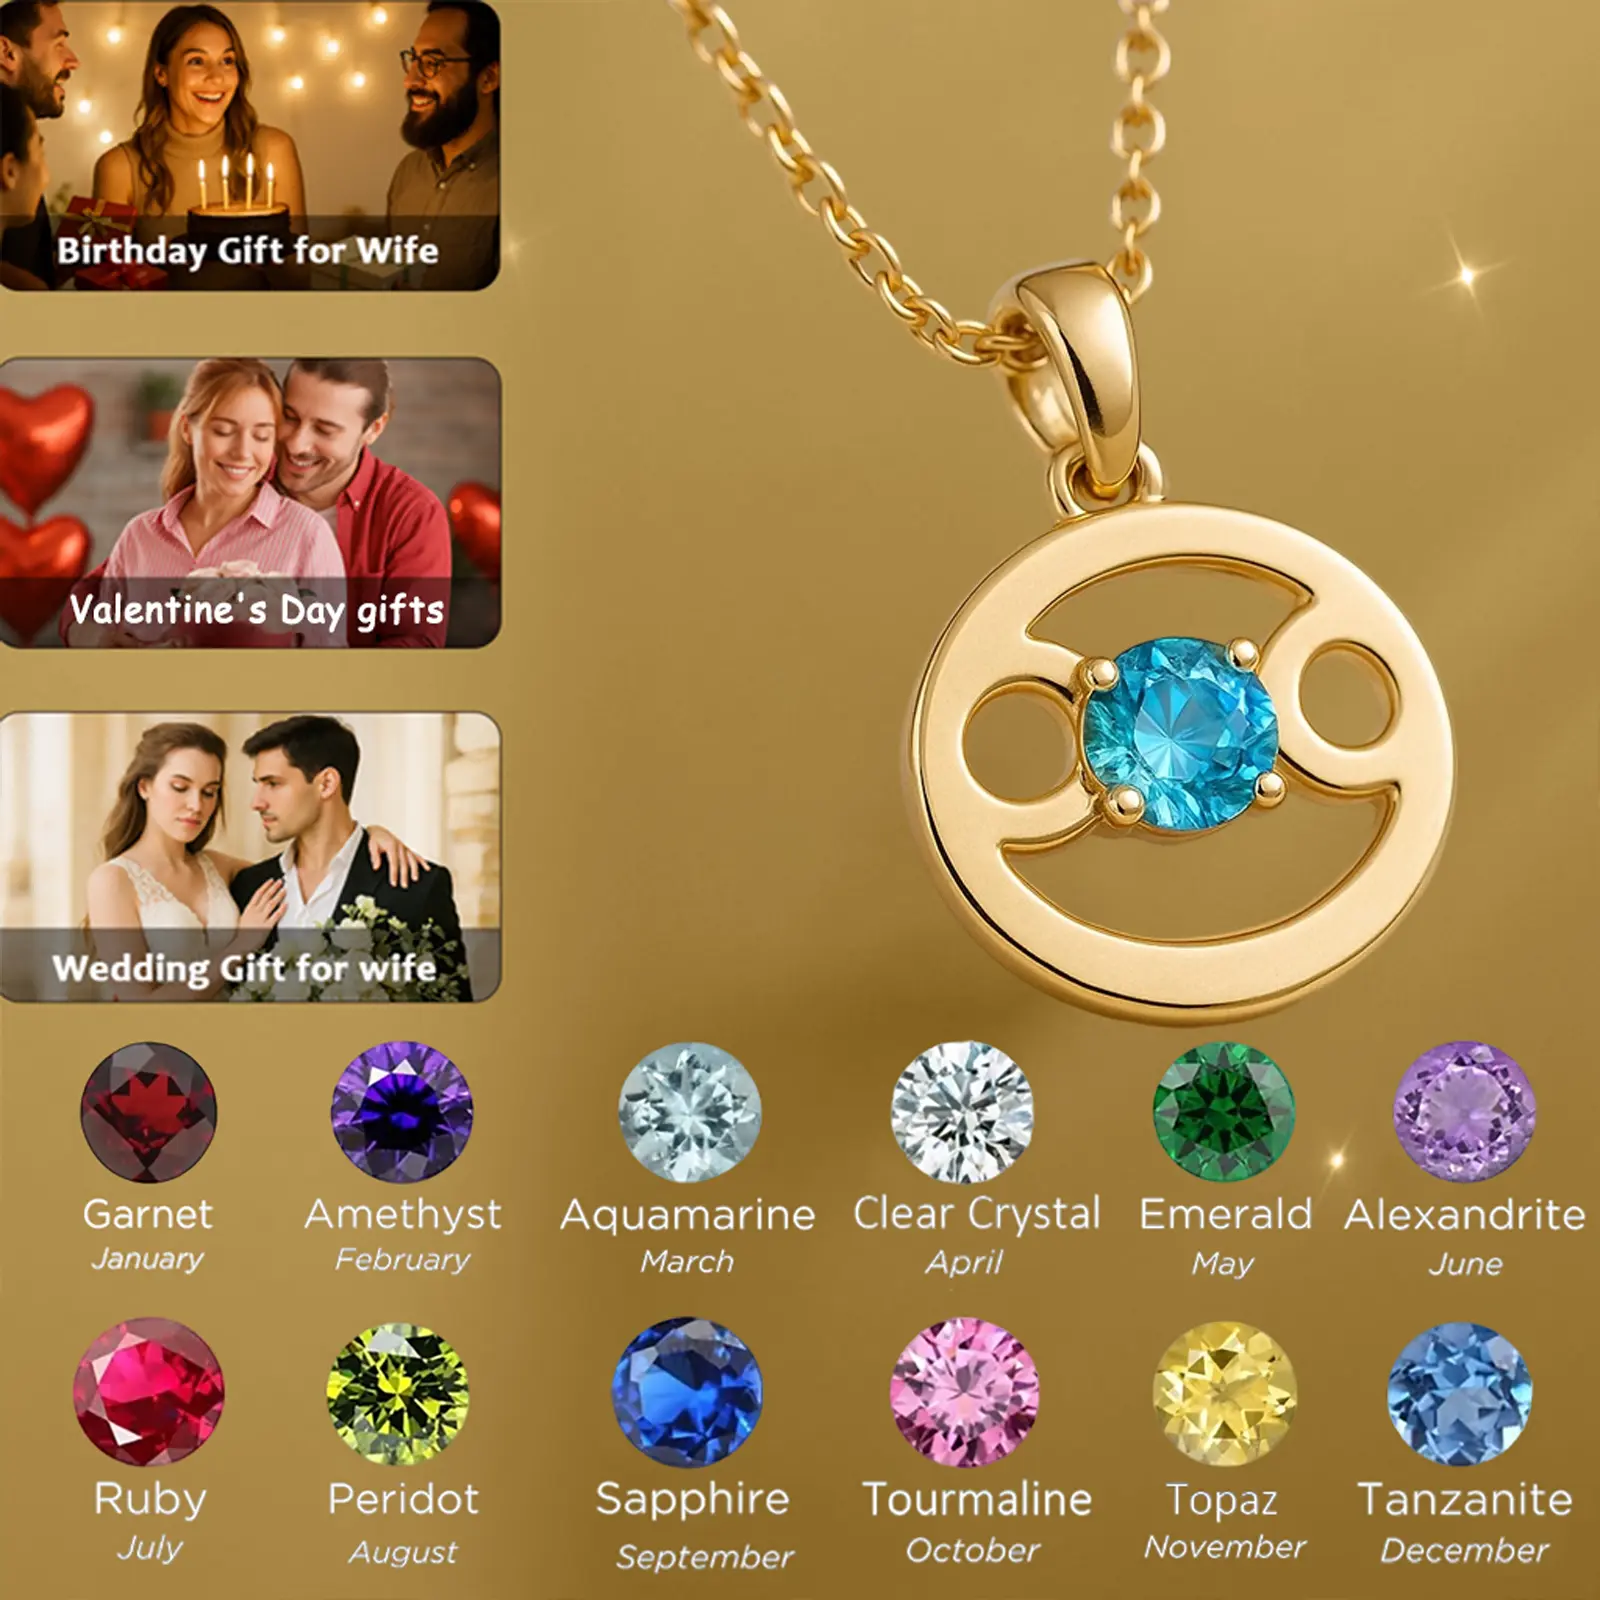 Birthday Gift for Wife
Valentine's Day gifts
Wedding Gift for wife
Garnet
January
Amethyst
February
Aquamarine
March
Clear Crystal
April
Emerald
May
Alexandrite
June
Ruby
July
Peridot
August
Sapphire
September
Tourmaline
October
Topaz
November
Tanzanite
December